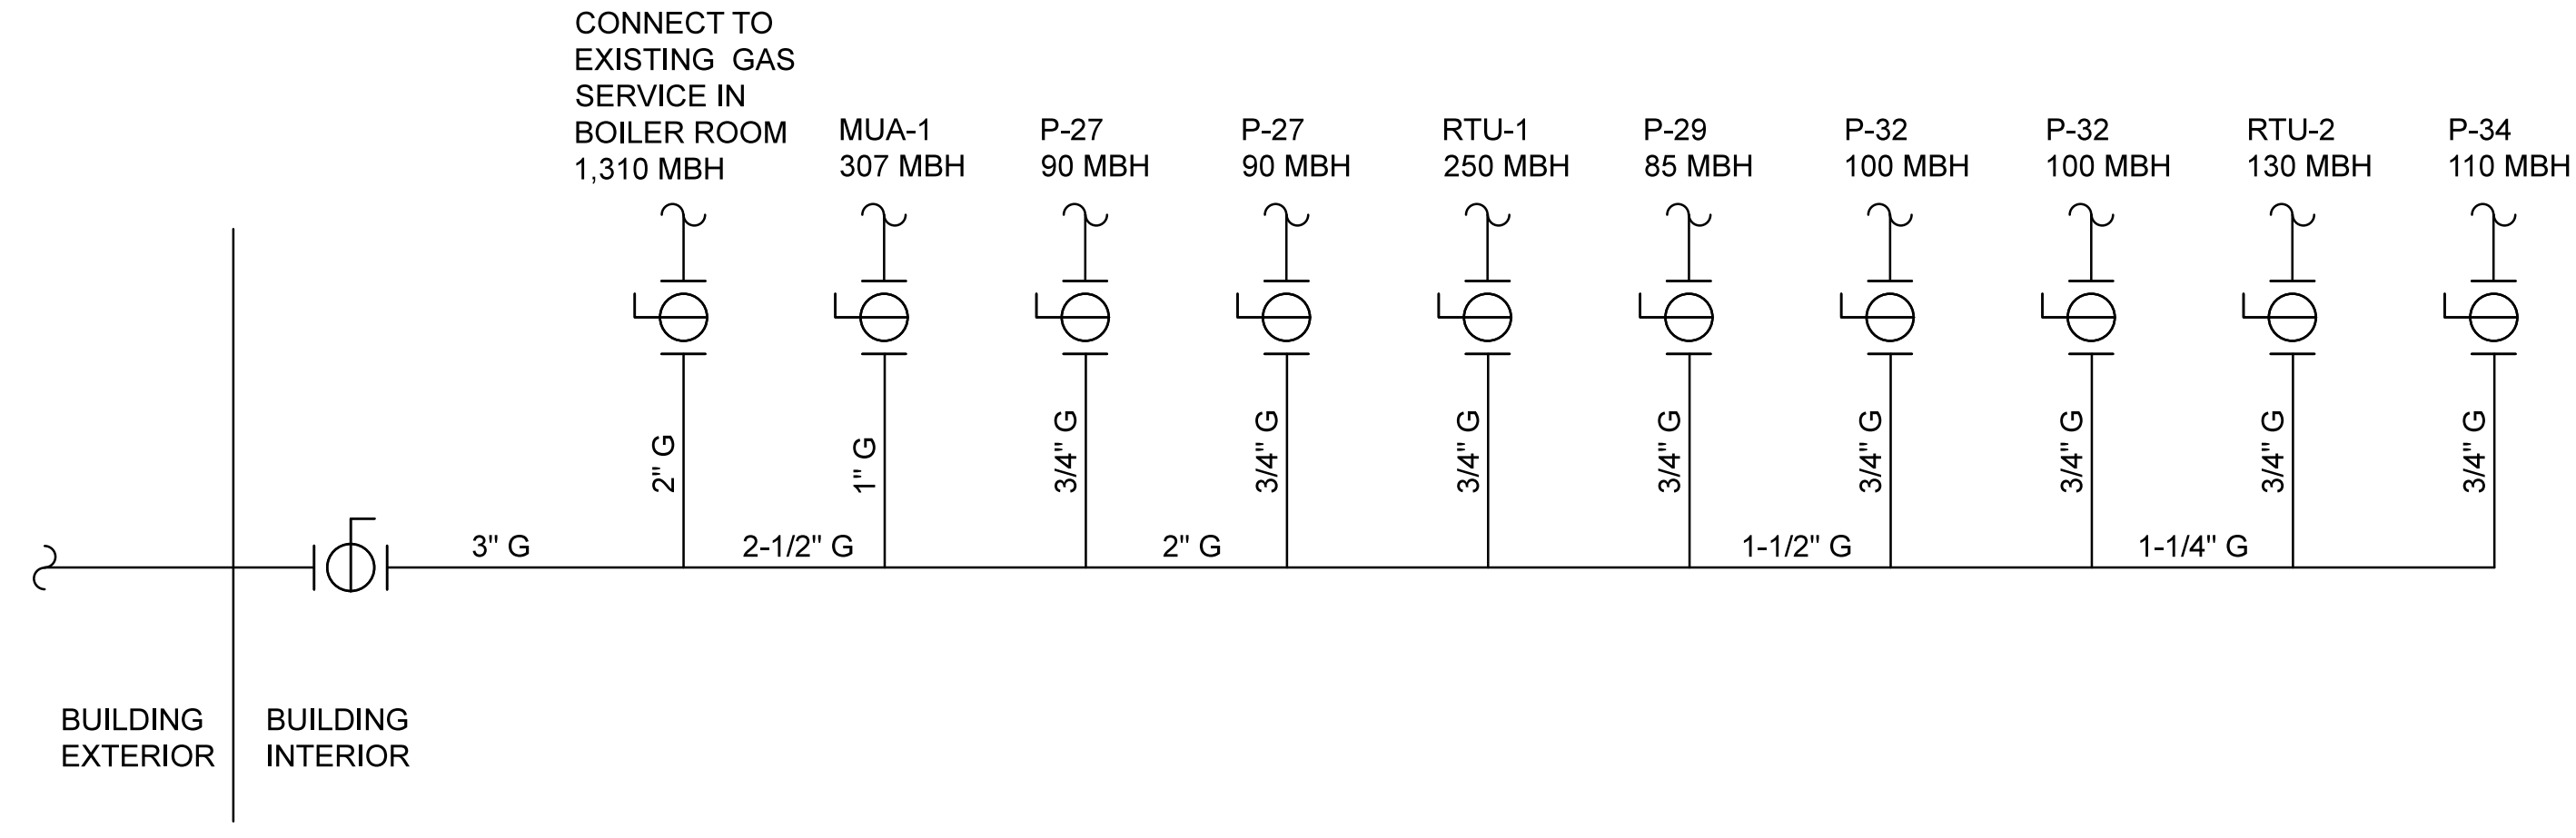 CONNECT TO
EXISTING GAS
SERVICE IN
BOILER ROOM
1,310 MBH
MUA-1
307 MBH
P-27
90 MBH
P-27
90 MBH
RTU-1
250 MBH
P-29
85 MBH
P-32
100 MBH
P-32
100 MBH
RTU-2
130 MBH
P-34
110 MBH
2" G
1" G
3/4" G
3/4" G
3/4" G
3/4" G
3/4" G
3/4" G
3/4" G
3/4" G
3" G
2-1/2" G
2" G
1-1/2" G
1-1/4" G
BUILDING
EXTERIOR
BUILDING
INTERIOR